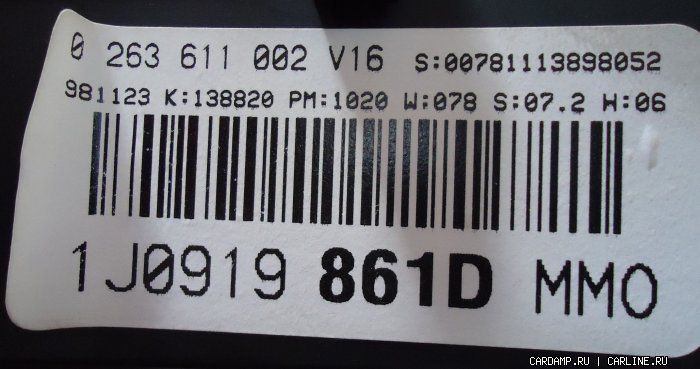 0 263 611 002 V16 S:00781113898052
981123 K:138820 PM:1020 W:078 S:07.2 H:06
1J0919 861D MMO
CARDAMP.RU | CARLINE.RU